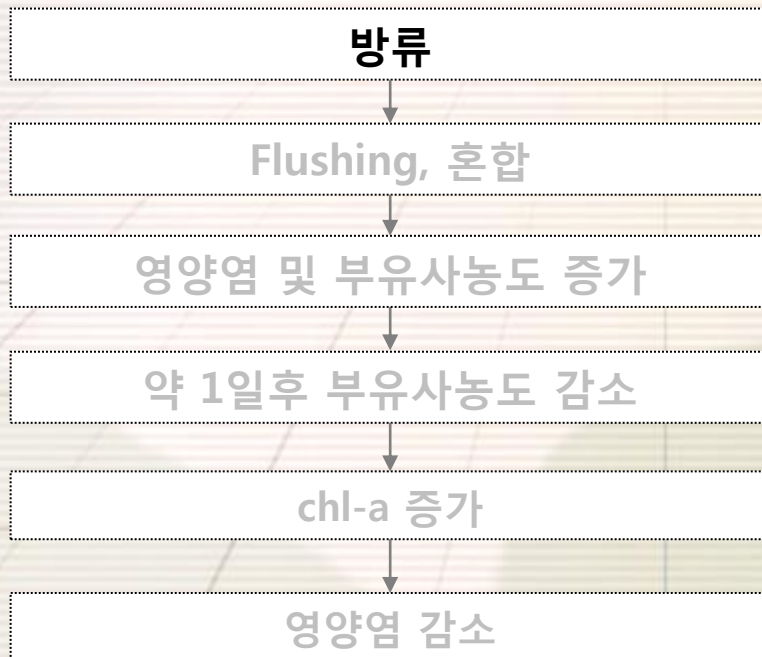 방류
Flushing, 혼합
영양염 및 부유사농도 증가
약 1일후 부유사농도 감소
chl-a 증가
영양염 감소